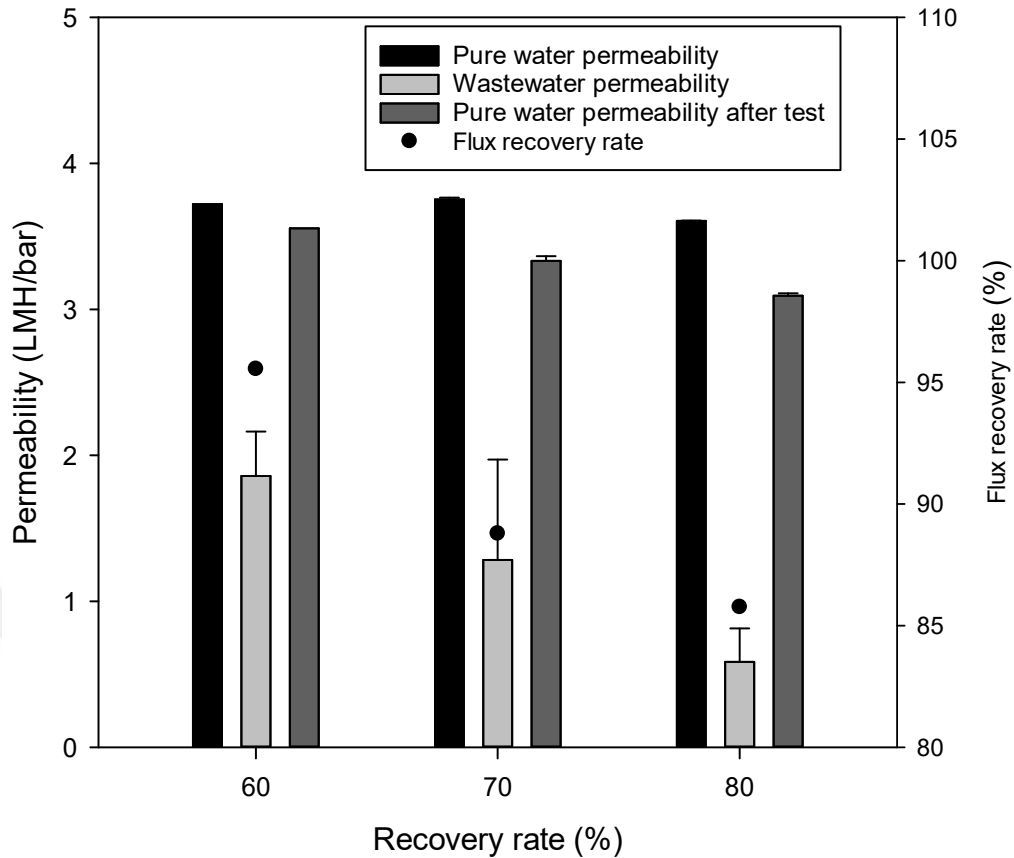 Pure water permeability
Wastewater permeability
Pure water permeability after test
Flux recovery rate
Permeability (LMH/bar)
5
4
3
2
1
0
110
105
100
95
90
85
80
Flux recovery rate (%)
60
70
80
Recovery rate (%)